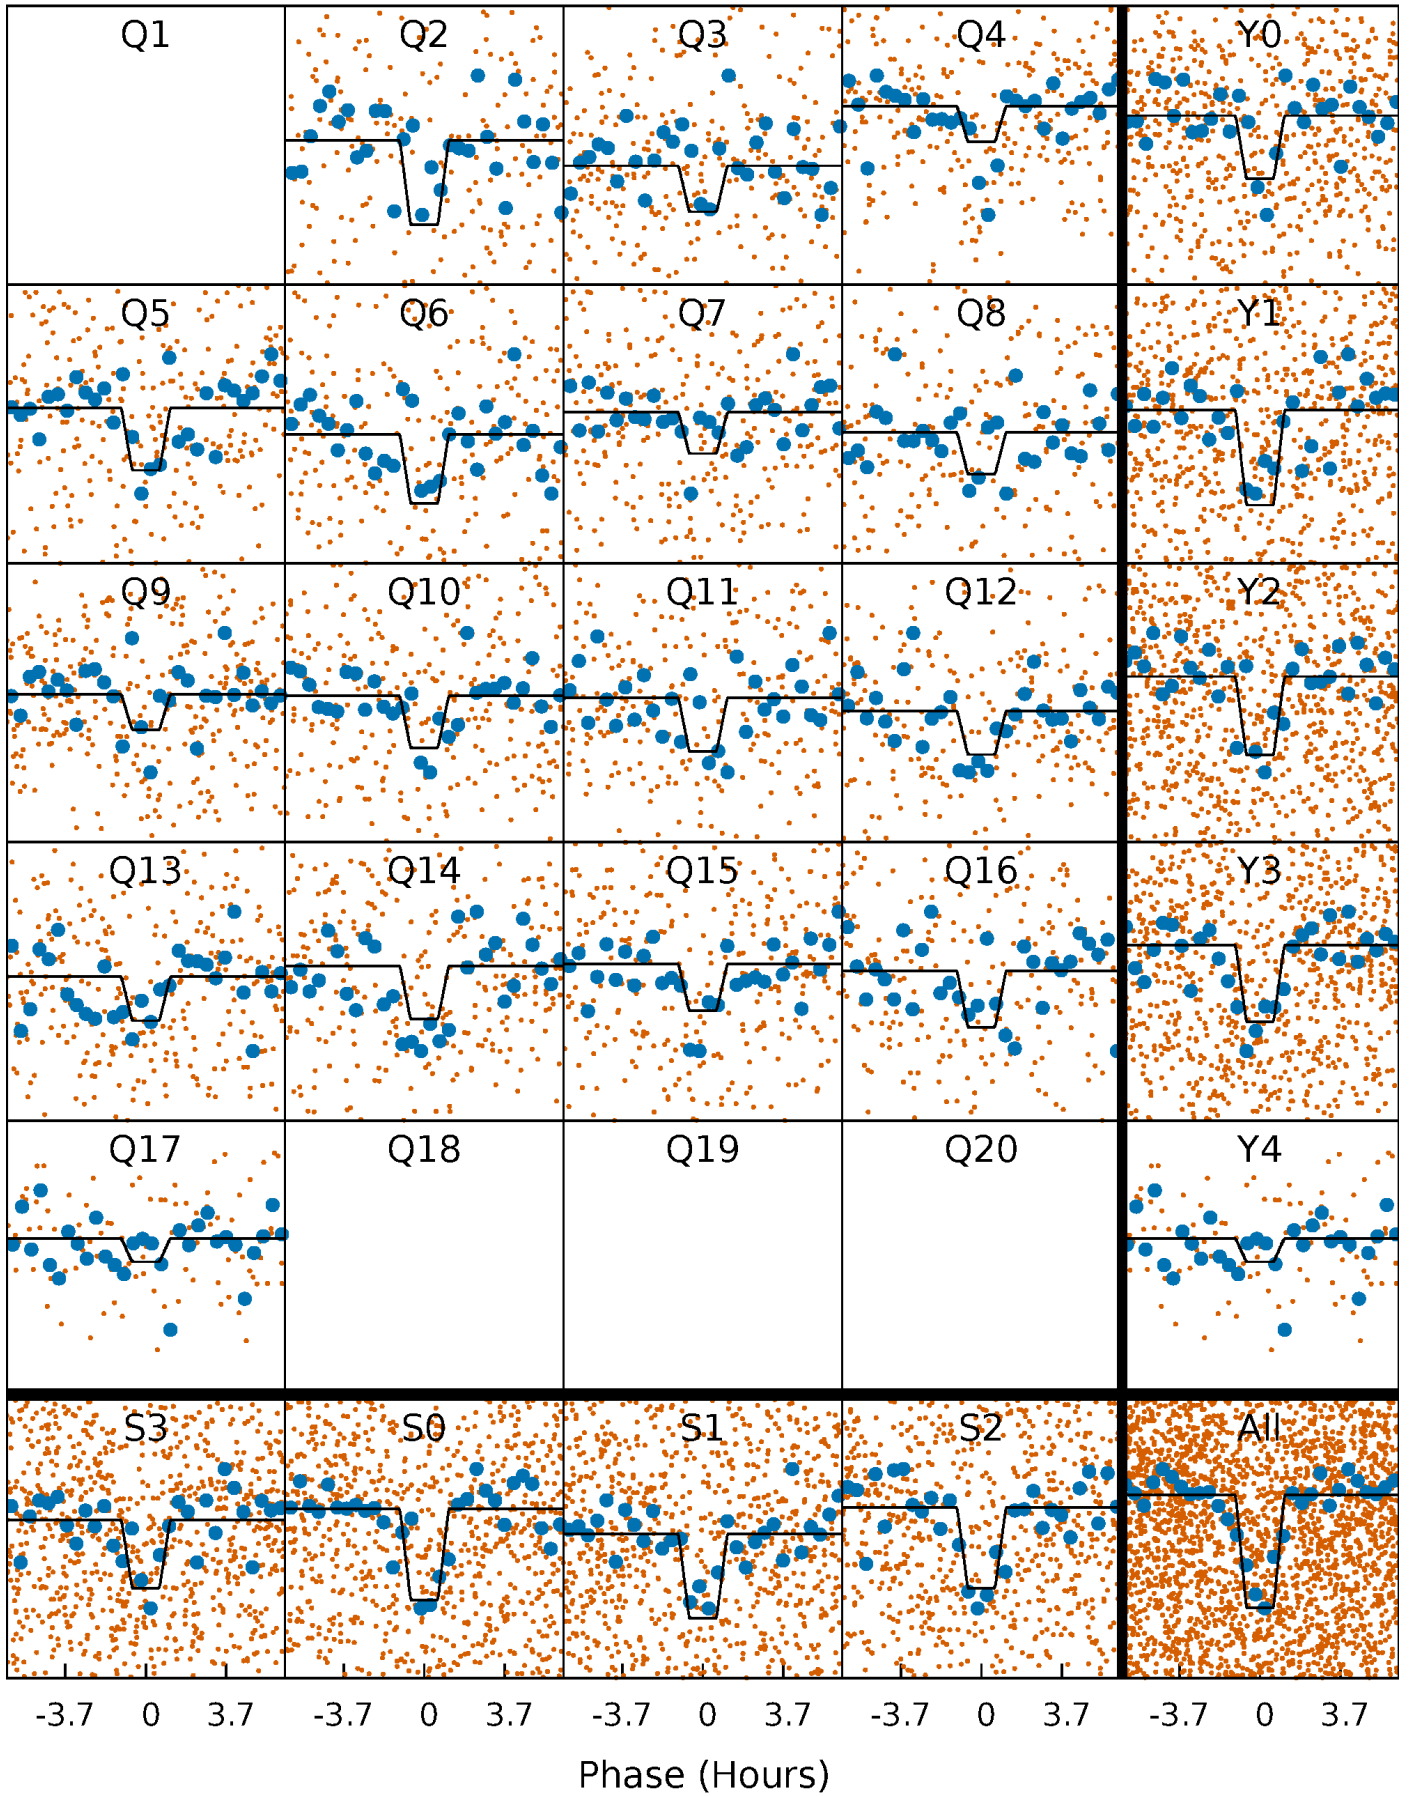 Q1 Q2 Q3 Q4 Y0
Q5 Q6 Q7 Q8 Y1
Q9 Q10 Q11 Q12 Y2
Q13 Q14 Q15 Q16 Y3
Q17 Q18 Q19 Q20 Y4
S3 S0 S1 S2 All
-3.7 0 3.7 -3.7 0 3.7 -3.7 0 3.7 -3.7 0 3.7 -3.7 0 3.7
Phase (Hours)